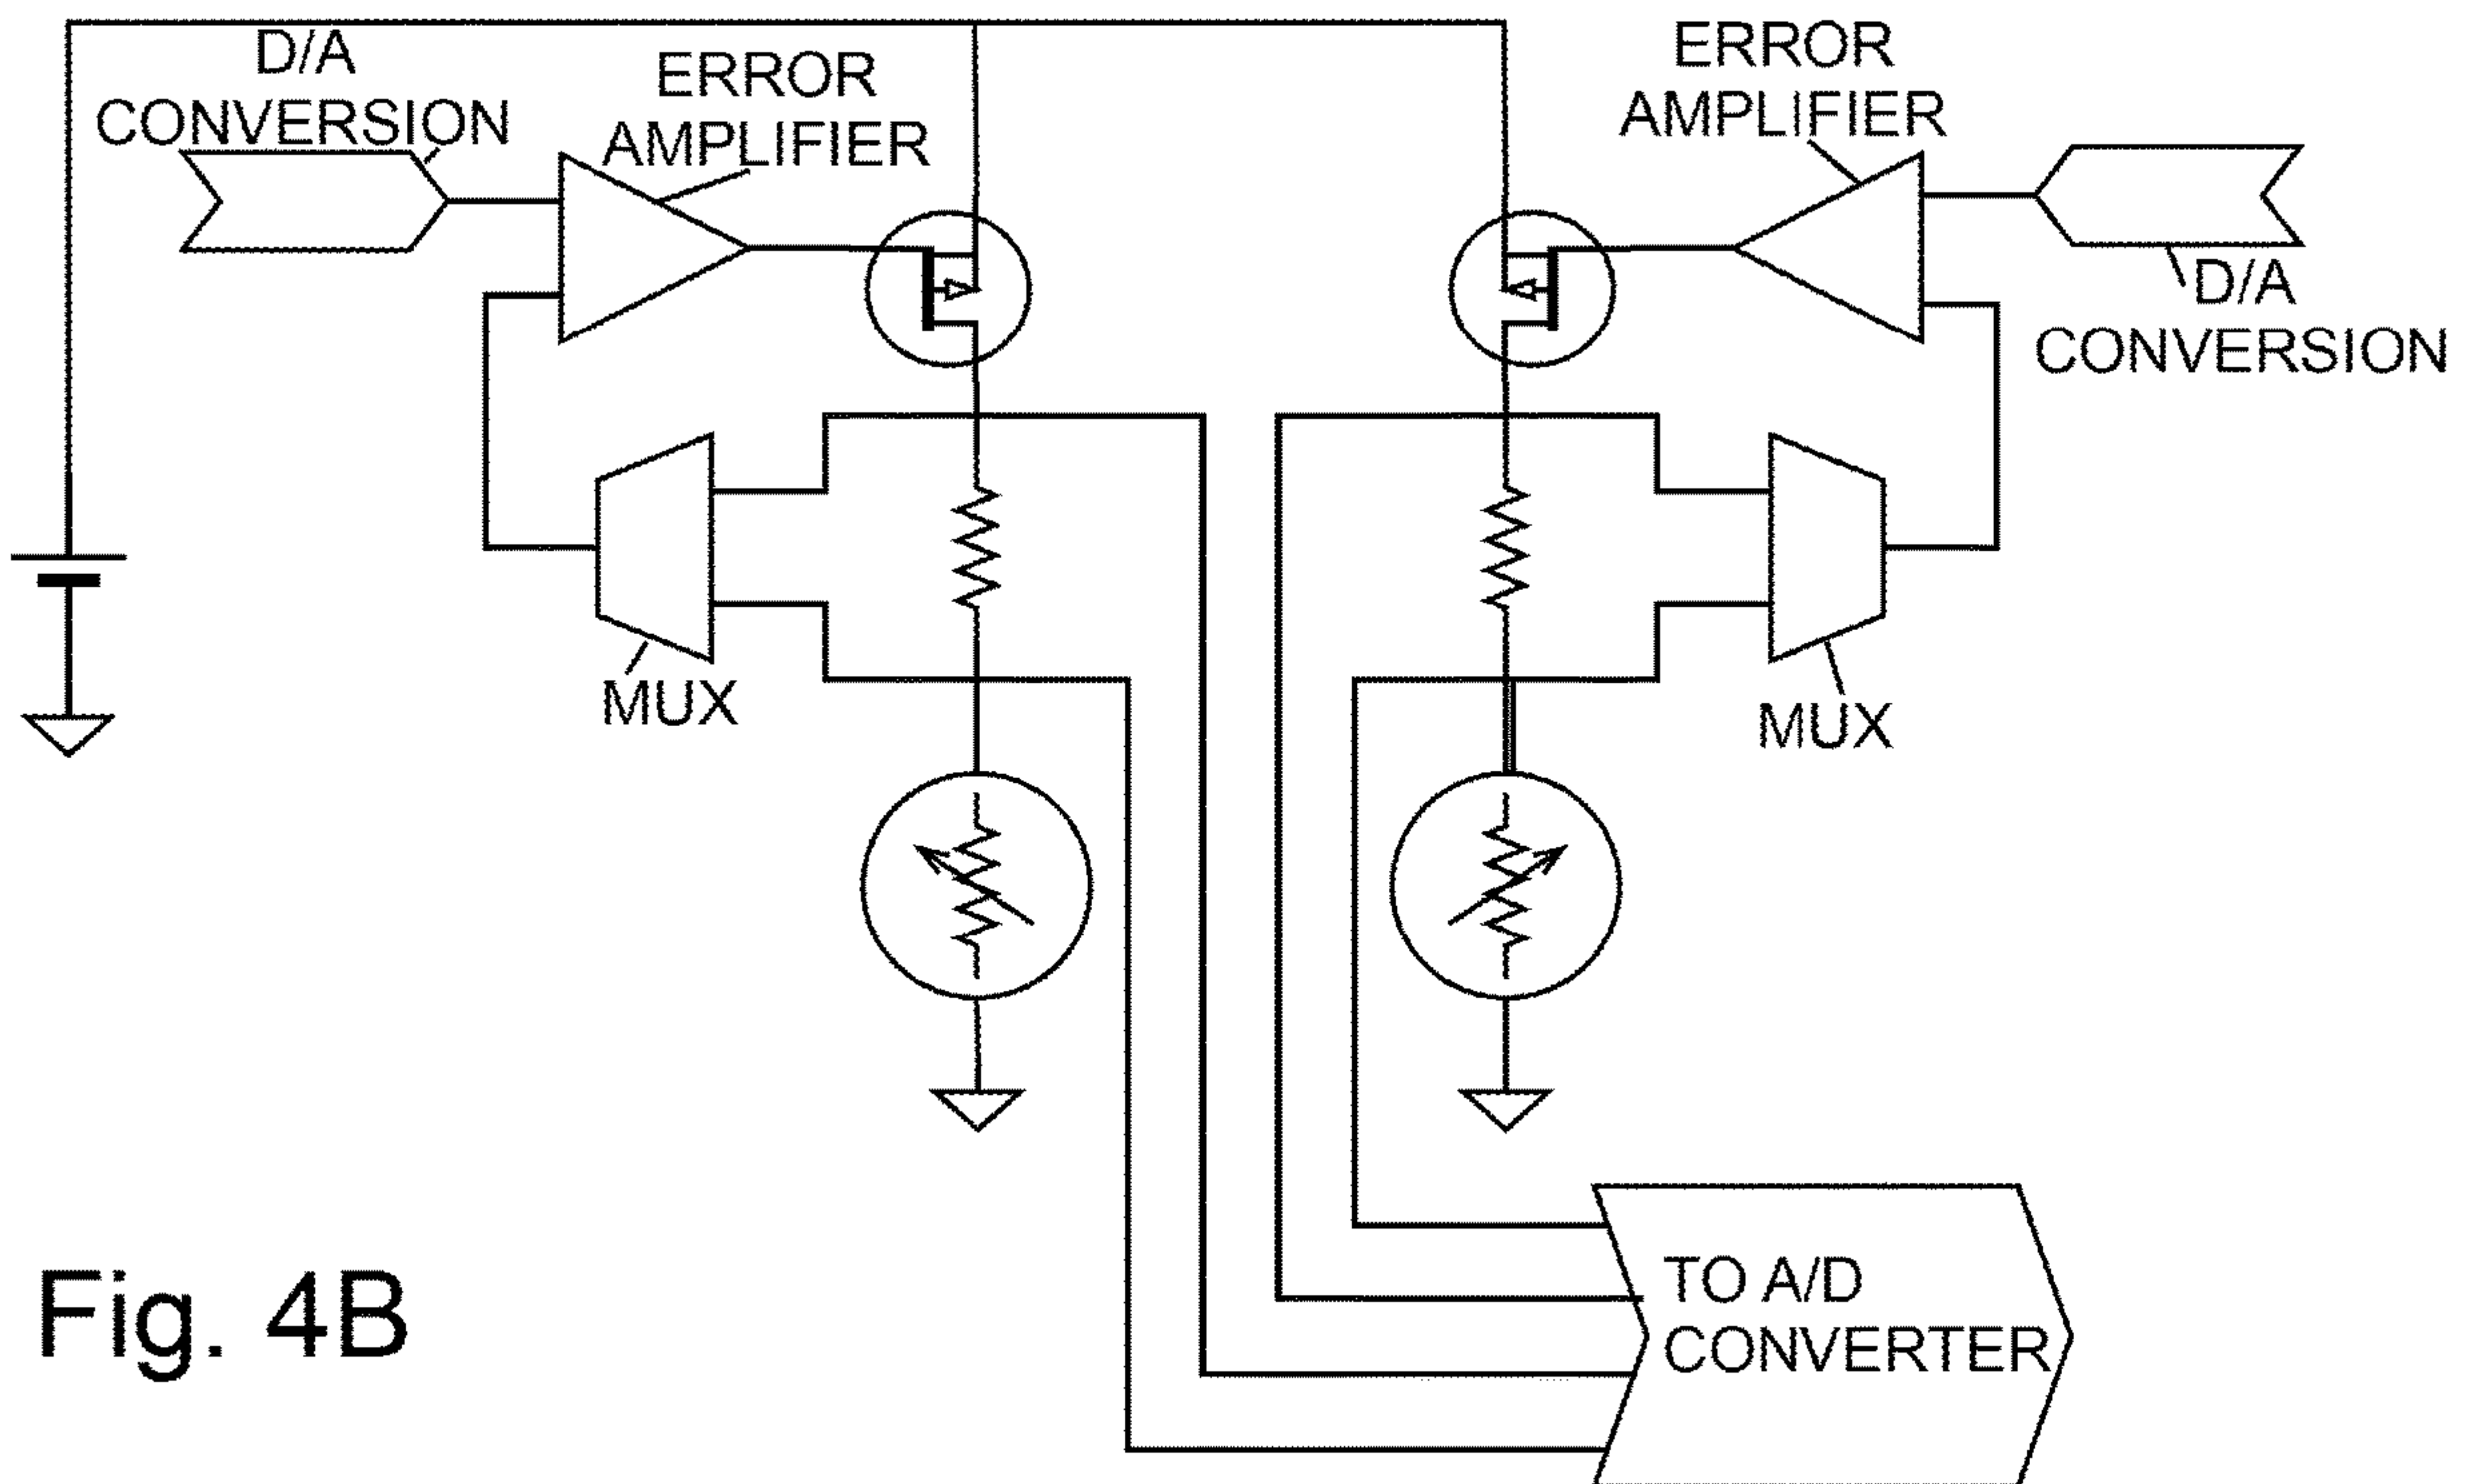 D/A
CONVERSION
ERROR
AMPLIFIER
ERROR
AMPLIFIER
D/A
CONVERSION
MUX
MUX
TO A/D
CONVERTER
Fig. 4B